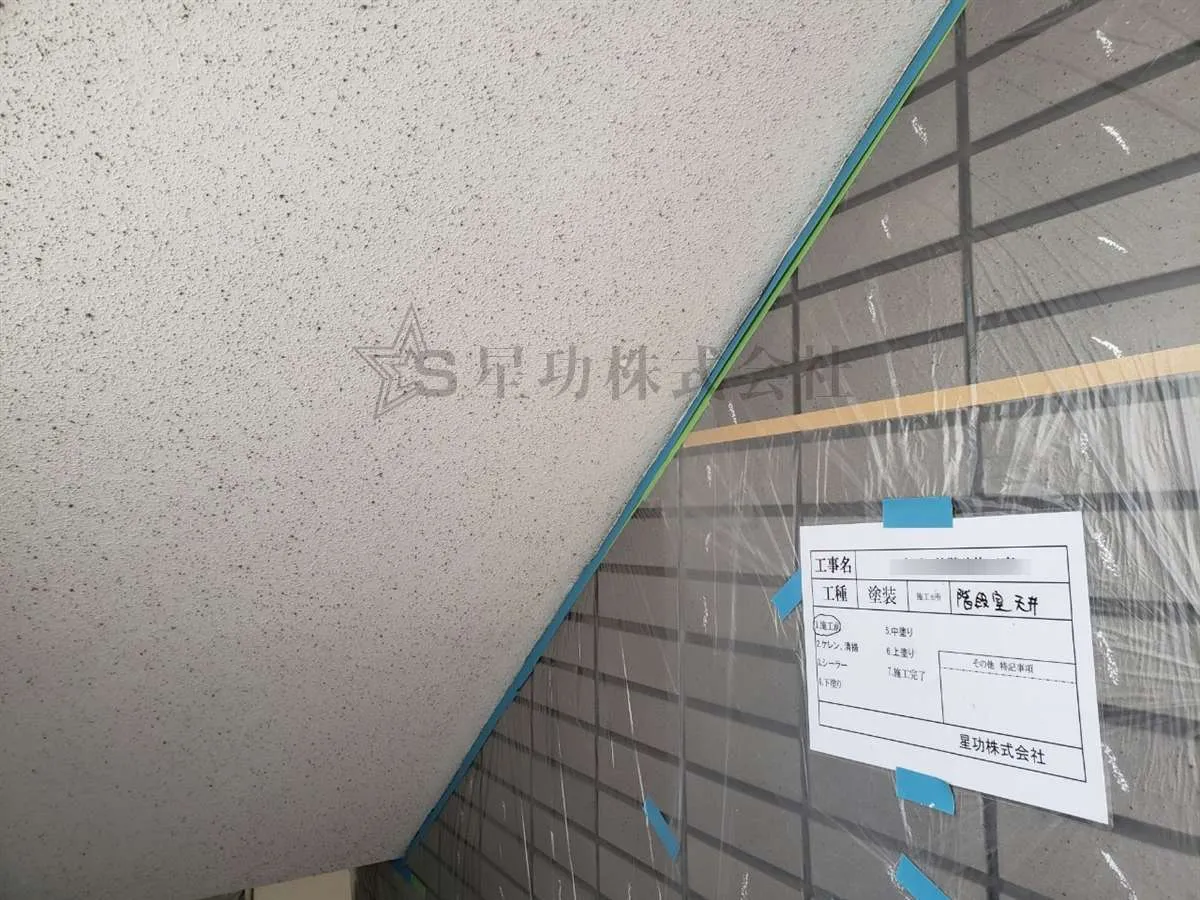 S星功株式会社
工事名
工種 塗装 施工か所 階段室 天井
1.施工前 5.中塗り
2.ケレン、清掃 6.上塗り
3.シーラー その他 特記事項
4.下塗り 7.施工完了
星功株式会社